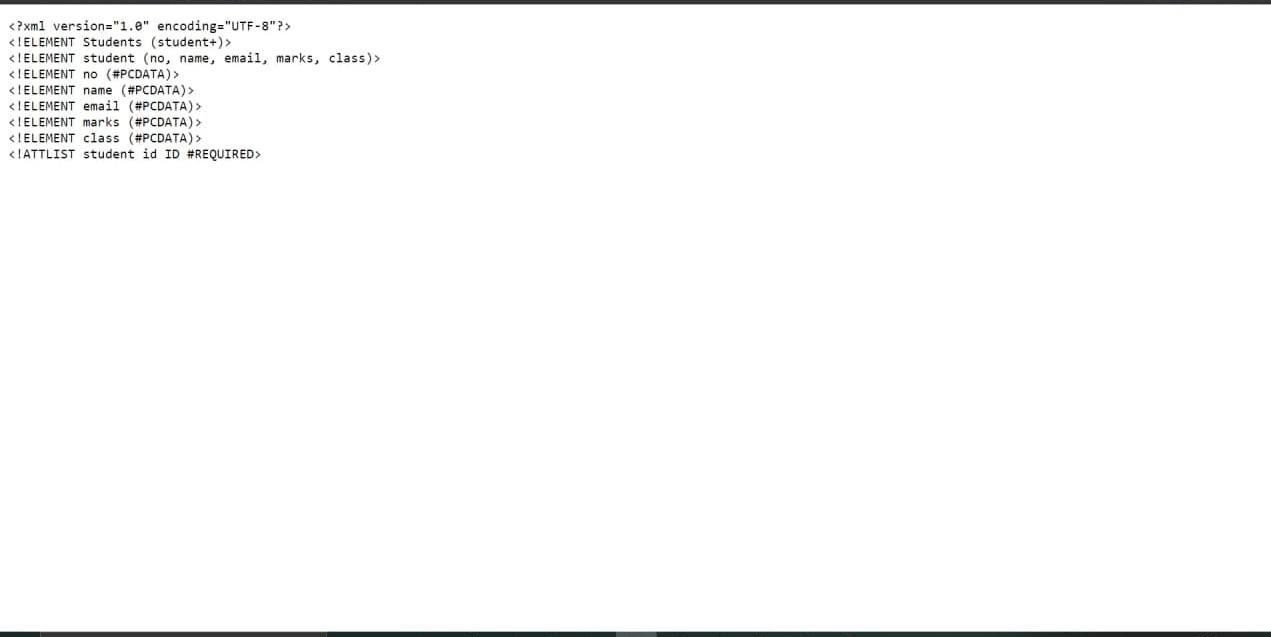 <?xml version="1.0" encoding="UTF-8"?>
<!ELEMENT Students (student+)>
<!ELEMENT student (no, name, email, marks, class)>
<!ELEMENT no (#PCDATA)>
<!ELEMENT name (#PCDATA)>
<!ELEMENT email (#PCDATA)>
<!ELEMENT marks (#PCDATA)>
<!ELEMENT class (#PCDATA)>
<!ATTLIST student id ID #REQUIRED>